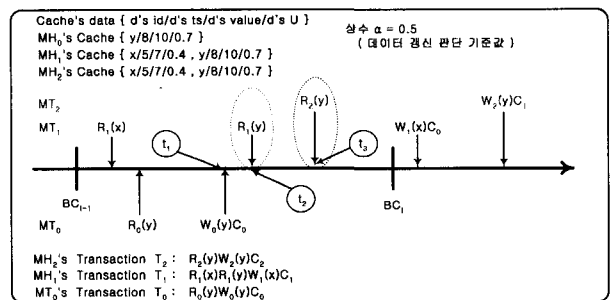 Cache's data { d's id/d's ts/d's value/d's U }
MH₀'s Cache { y/8/10/0.7 }
MH₁'s Cache { x/5/7/0.4 , y/8/10/0.7 }
MH₂'s Cache { x/5/7/0.4 , y/8/10/0.7 }
상수 α = 0.5
( 데이터 갱신 판단 기준값 )
MT₂
R₂(y)
W₂(y)Cᵢ
MT₁
R₁(x)
R₁(y)
W₁(x)C₀
t₁
t₃
BCᵢ₋₁
t₂
BCᵢ
MT₀
R₀(y)
W₀(y)C₀
MH₂'s Transaction T₂ : R₂(y)W₂(y)C₂
MH₁'s Transaction T₁ : R₁(x)R₁(y)W₁(x)C₁
MT₀'s Transaction T₀ : R₀(y)W₀(y)C₀